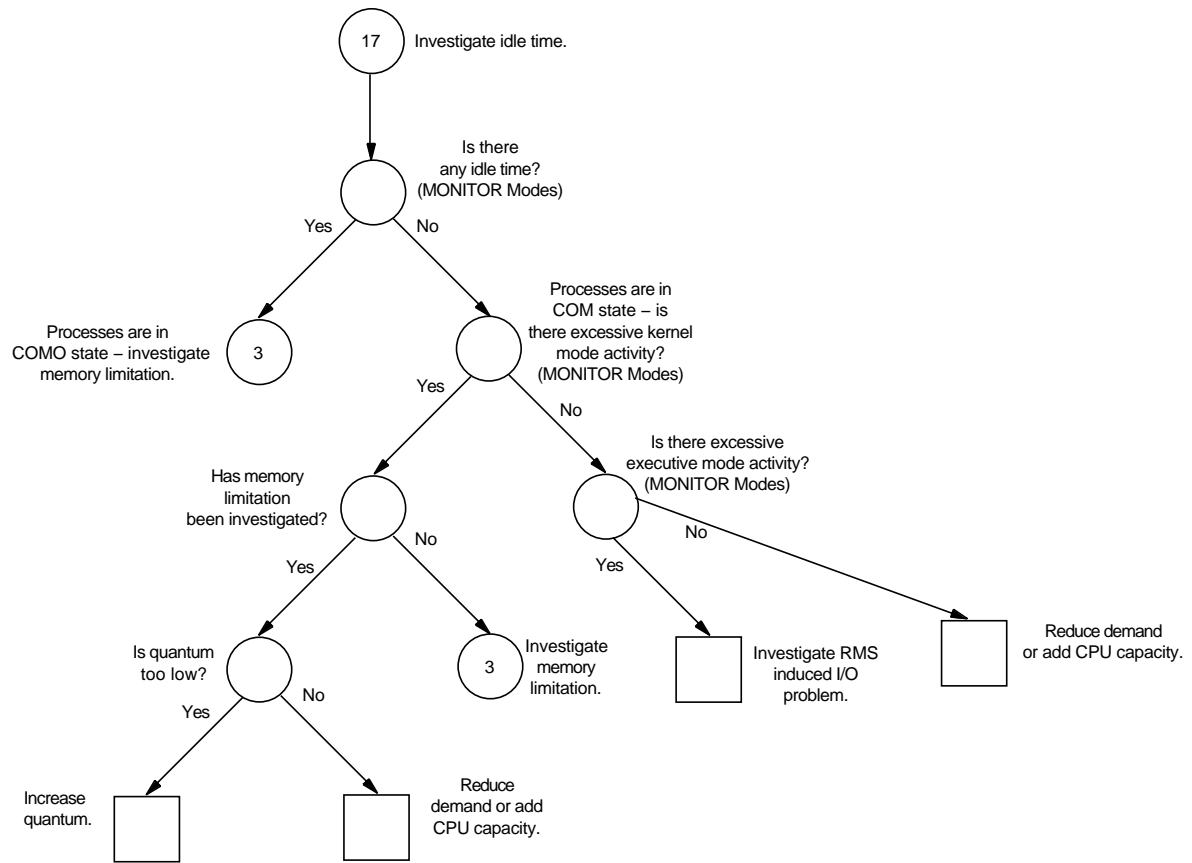 17
Investigate idle time.
Is there
any idle time?
(MONITOR Modes)
Yes
No
Processes are in
COMO state – investigate
memory limitation.
3
Processes are in
COM state – is
there excessive kernel
mode activity?
(MONITOR Modes)
Yes
No
Has memory
limitation
been investigated?
Is there excessive
executive mode activity?
(MONITOR Modes)
Yes
No
Yes
No
Is quantum
too low?
3
Investigate
memory
limitation.
Investigate RMS
induced I/O
problem.
Reduce demand
or add CPU capacity.
Yes
No
Increase
quantum.
Reduce
demand or add
CPU capacity.